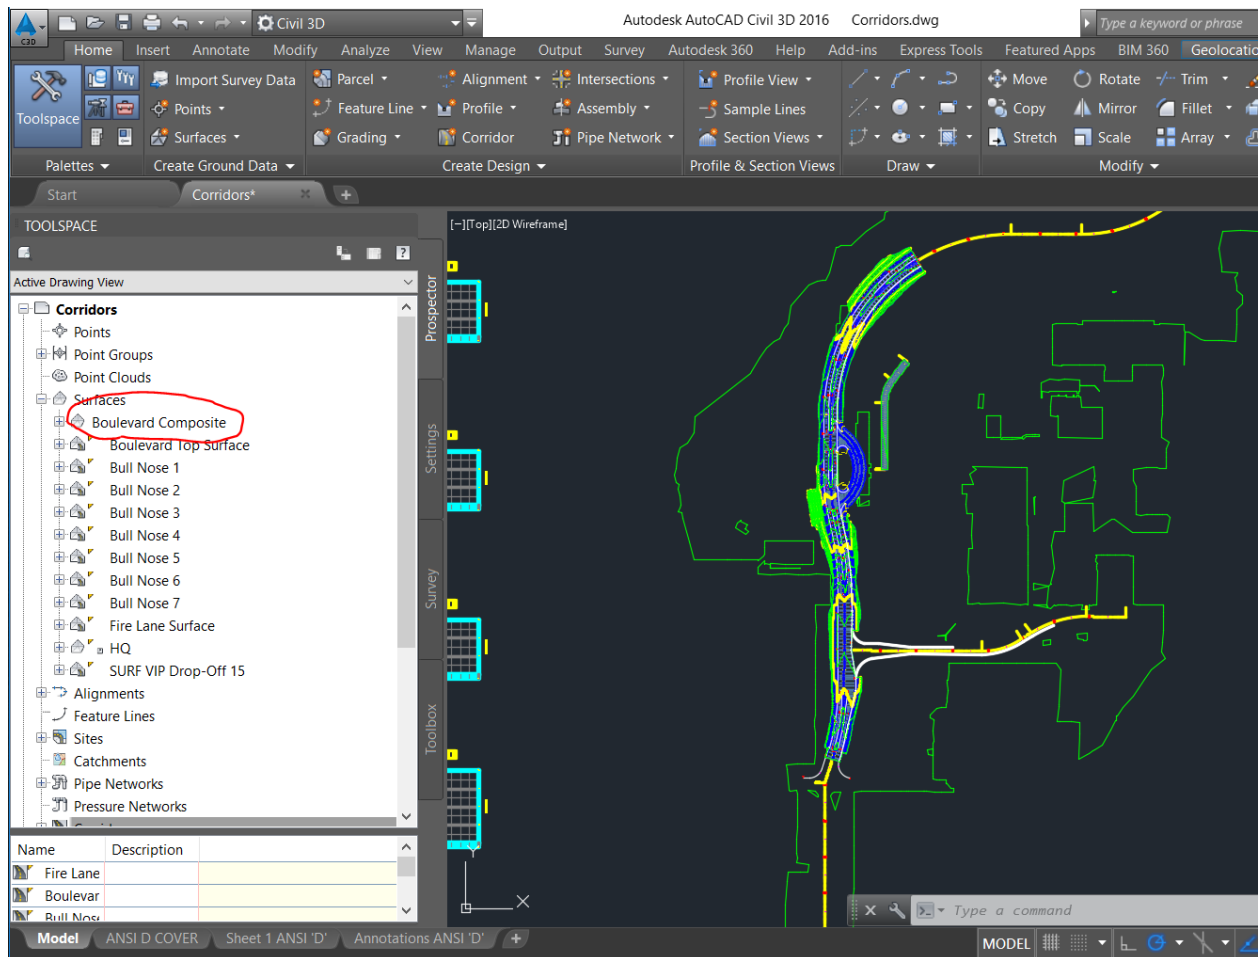 C3D
Civil 3D
Autodesk AutoCAD Civil 3D 2016 Corridors.dwg
Type a keyword or phrase
Home Insert Annotate Modify Analyze View Manage Output Survey Autodesk 360 Help Add-ins Express Tools Featured Apps BIM 360 Geolocatio
Toolspace
Import Survey Data
Points
Surfaces
Parcel
Feature Line
Grading
Alignment
Profile
Corridor
Intersections
Assembly
Pipe Network
Profile View
Sample Lines
Section Views
Move
Copy
Stretch
Rotate
Mirror
Scale
Trim
Fillet
Array
Palettes
Create Ground Data
Create Design
Profile & Section Views
Draw
Modify
Start
Corridors*
TOOLSPACE
Active Drawing View
Corridors
Points
Point Groups
Point Clouds
Surfaces
Boulevard Composite
Boulevard Top Surface
Bull Nose 1
Bull Nose 2
Bull Nose 3
Bull Nose 4
Bull Nose 5
Bull Nose 6
Bull Nose 7
Fire Lane Surface
HQ
SURF VIP Drop-Off 15
Alignments
Feature Lines
Sites
Catchments
Pipe Networks
Pressure Networks
Name Description
Fire Lane
Boulevar
Bull Nose
Prospector
Settings
Survey
Toolbox
[−][Top][2D Wireframe]
Y
X
Type a command
Model ANSI D COVER Sheet 1 ANSI 'D' Annotations ANSI 'D'
MODEL